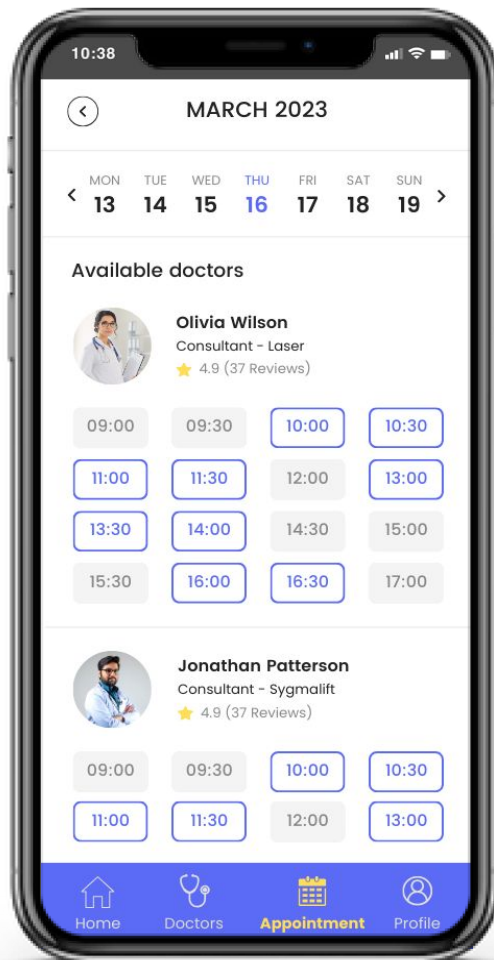 10:38
MARCH 2023
MON TUE WED THU FRI SAT SUN
13 14 15 16 17 18 19
Available doctors
Olivia Wilson
Consultant - Laser
4.9 (37 Reviews)
09:00 09:30 10:00 10:30
11:00 11:30 12:00 13:00
13:30 14:00 14:30 15:00
15:30 16:00 16:30 17:00
Jonathan Patterson
Consultant - Sygmalift
4.9 (37 Reviews)
09:00 09:30 10:00 10:30
11:00 11:30 12:00 13:00
Home Doctors Appointment Profile